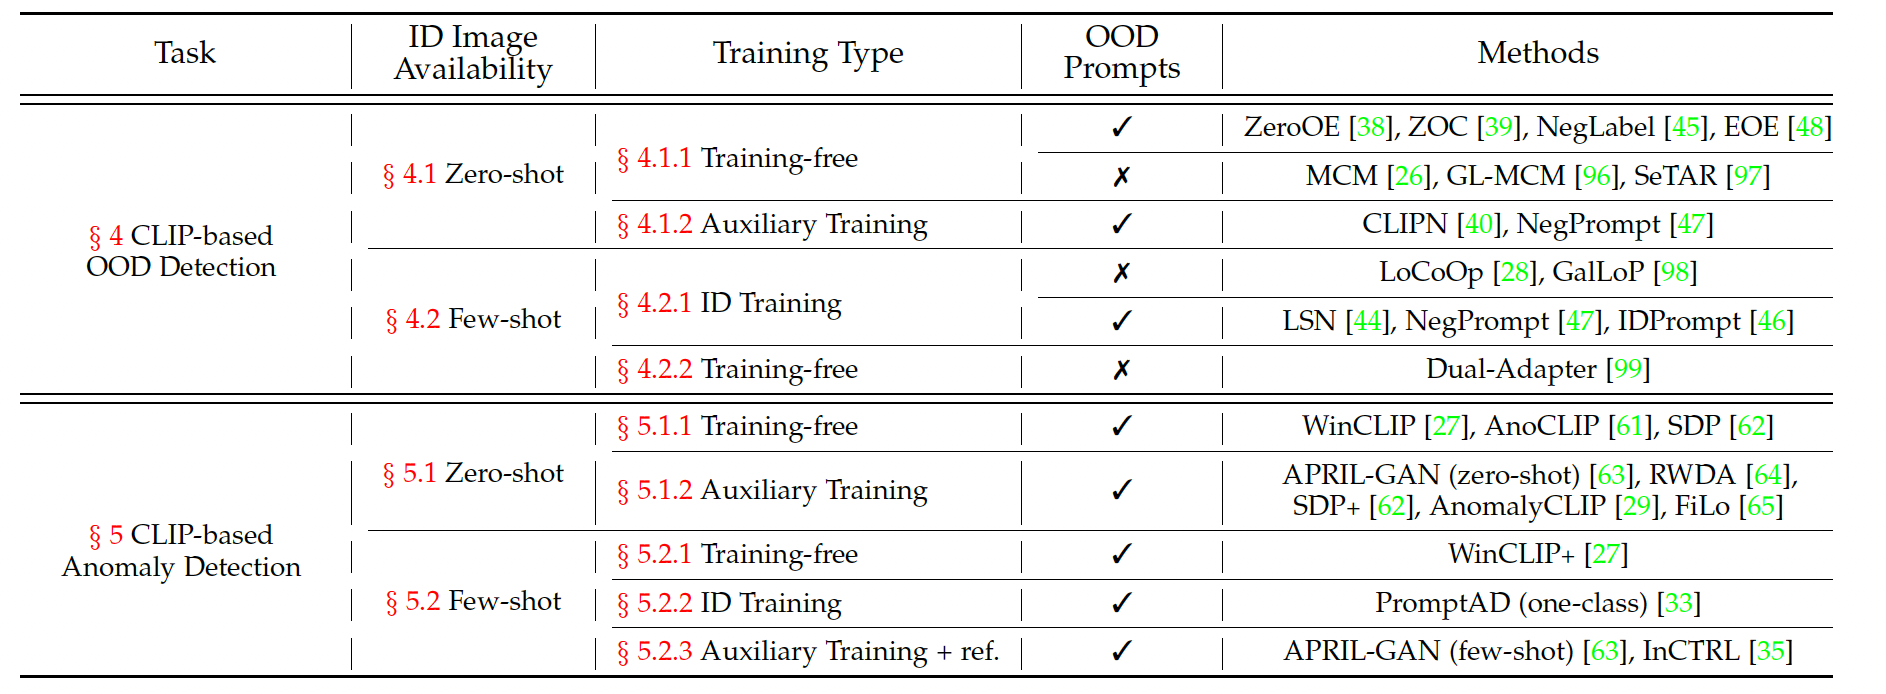 Task
ID Image
Availability
Training Type
OOD
Prompts
Methods
§ 4 CLIP-based
OOD Detection
§ 4.1 Zero-shot
§ 4.1.1 Training-free
✓
ZeroOE [38], ZOC [39], NegLabel [45], EOE [48]
✗
MCM [26], GL-MCM [96], SeTAR [97]
§ 4.1.2 Auxiliary Training
✓
CLIPN [40], NegPrompt [47]
§ 4.2 Few-shot
§ 4.2.1 ID Training
✗
LoCoOp [28], GalLoP [98]
✓
LSN [44], NegPrompt [47], IDPrompt [46]
§ 4.2.2 Training-free
✗
Dual-Adapter [99]
§ 5 CLIP-based
Anomaly Detection
§ 5.1 Zero-shot
§ 5.1.1 Training-free
✓
WinCLIP [27], AnoCLIP [61], SDP [62]
§ 5.1.2 Auxiliary Training
✓
APRIL-GAN (zero-shot) [63], RWDA [64],
SDP+ [62], AnomalyCLIP [29], FiLo [65]
§ 5.2 Few-shot
§ 5.2.1 Training-free
✓
WinCLIP+ [27]
§ 5.2.2 ID Training
✓
PromptAD (one-class) [33]
§ 5.2.3 Auxiliary Training + ref.
✓
APRIL-GAN (few-shot) [63], InCTRL [35]